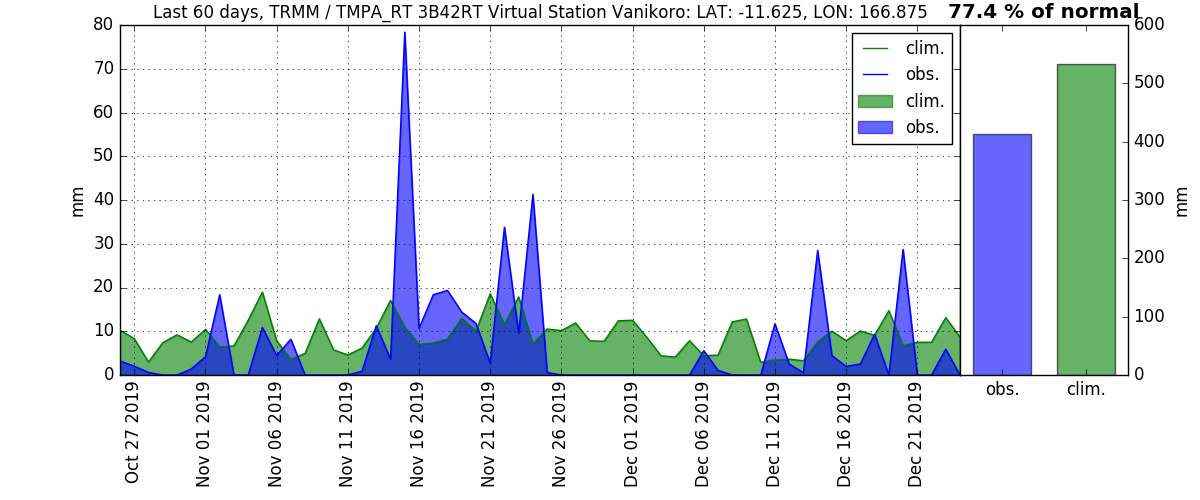 Last 60 days, TRMM / TMPA_RT 3B42RT Virtual Station Vanikoro: LAT: -11.625, LON: 166.875
77.4 % of normal
80
70
60
50
40
30
20
10
0
mm
clim.
obs.
clim.
obs.
Oct 27 2019
Nov 01 2019
Nov 06 2019
Nov 11 2019
Nov 16 2019
Nov 21 2019
Nov 26 2019
Dec 01 2019
Dec 06 2019
Dec 11 2019
Dec 16 2019
Dec 21 2019
600
500
400
300
200
100
0
mm
obs.
clim.